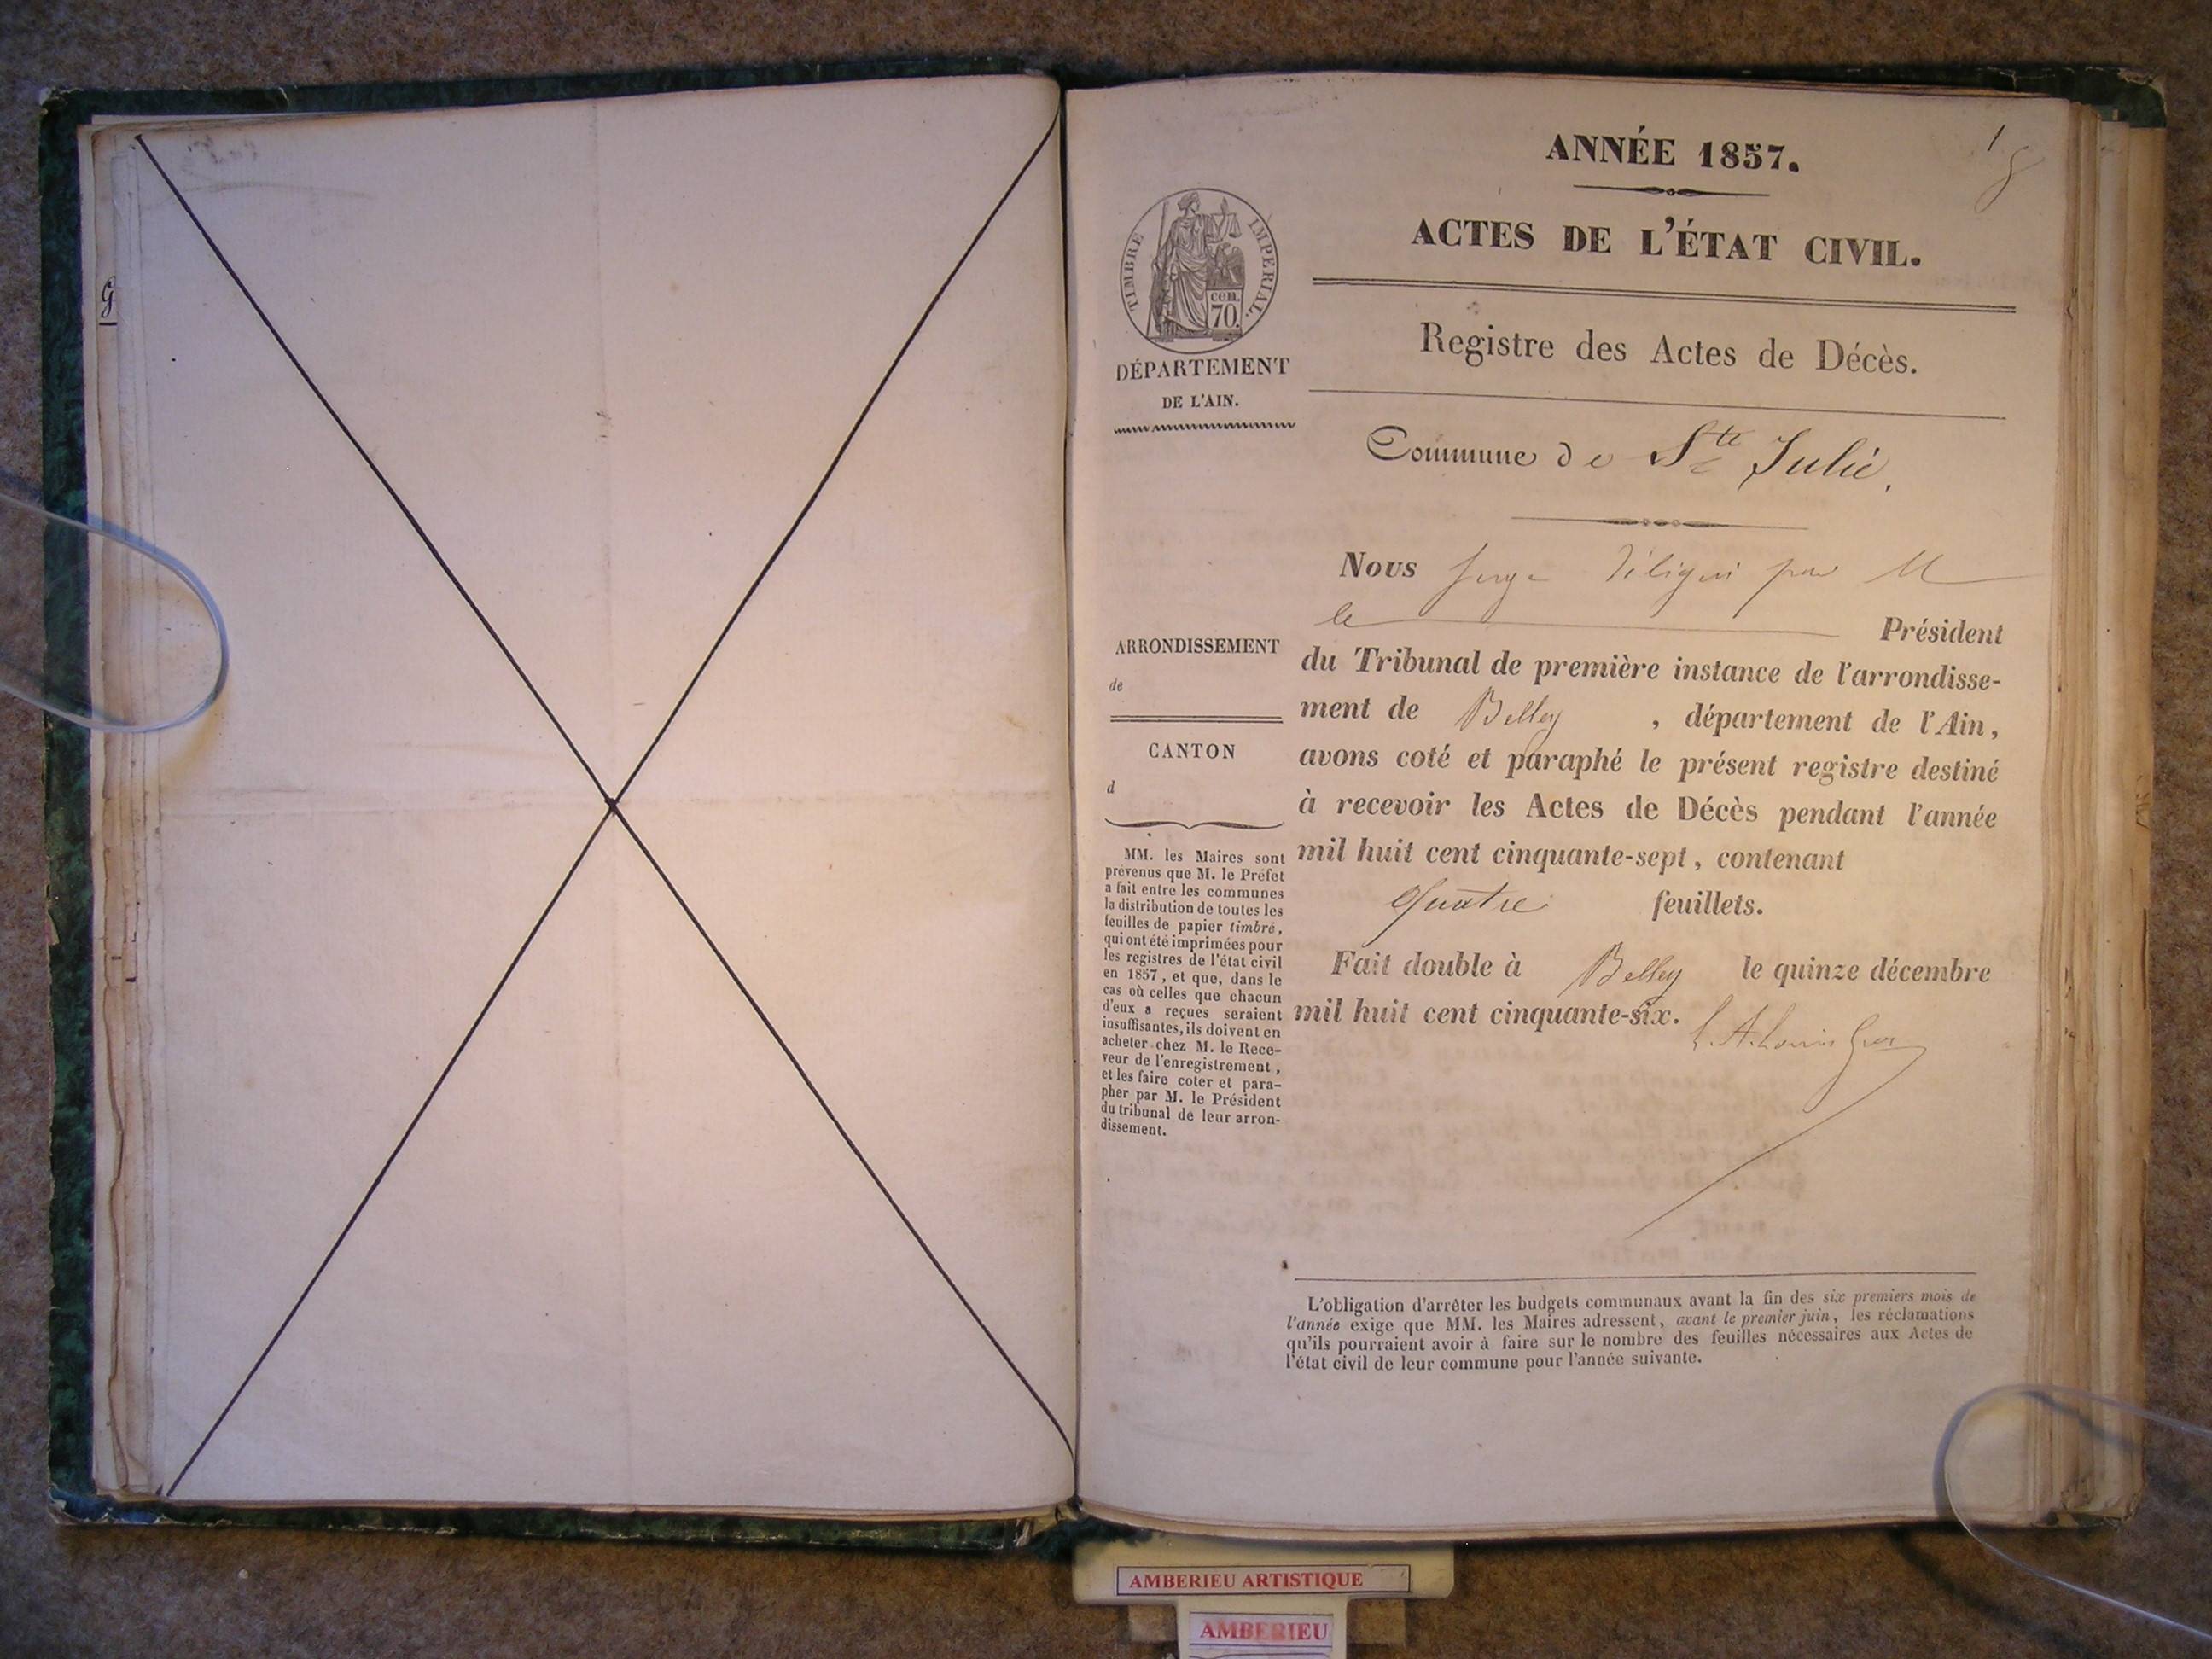 G
1
ANNÉE 1857.
ACTES DE L'ÉTAT CIVIL.
TIMBRE IMPERIAL.
cen.
70.
DÉPARTEMENT
DE L'AIN.
Registre des Actes de Décès.
Commune de Ste Julie.
Nous Juge délégué par M
le Président
du Tribunal de première instance de l'arrondisse-
ment de Belley, département de l'Ain,
avons coté et paraphé le présent registre destiné
à recevoir les Actes de Décès pendant l'année
mil huit cent cinquante-sept, contenant
quatre feuillets.
Fait double à Belley le quinze décembre
mil huit cent cinquante-six.
ARRONDISSEMENT
de
CANTON
d
MM. les Maires sont
prévenus que M. le Préfet
a fait entre les communes
la distribution de toutes les
feuilles de papier timbré,
qui ont été imprimées pour
les registres de l'état civil
en 1857, et que, dans le
cas où celles que chacun
d'eux a reçues seraient
insuffisantes, ils doivent en
acheter chez M. le Rece-
veur de l'enregistrement,
et les faire coter et para-
pher par M. le Président
du tribunal de leur arron-
dissement.
L'obligation d'arrêter les budgets communaux avant la fin des six premiers mois de
l'année exige que MM. les Maires adressent, avant le premier juin, les réclamations
qu'ils pourraient avoir à faire sur le nombre des feuilles nécessaires aux Actes de
l'état civil de leur commune pour l'année suivante.
AMBERIEU ARTISTIQUE
AMBERIEU